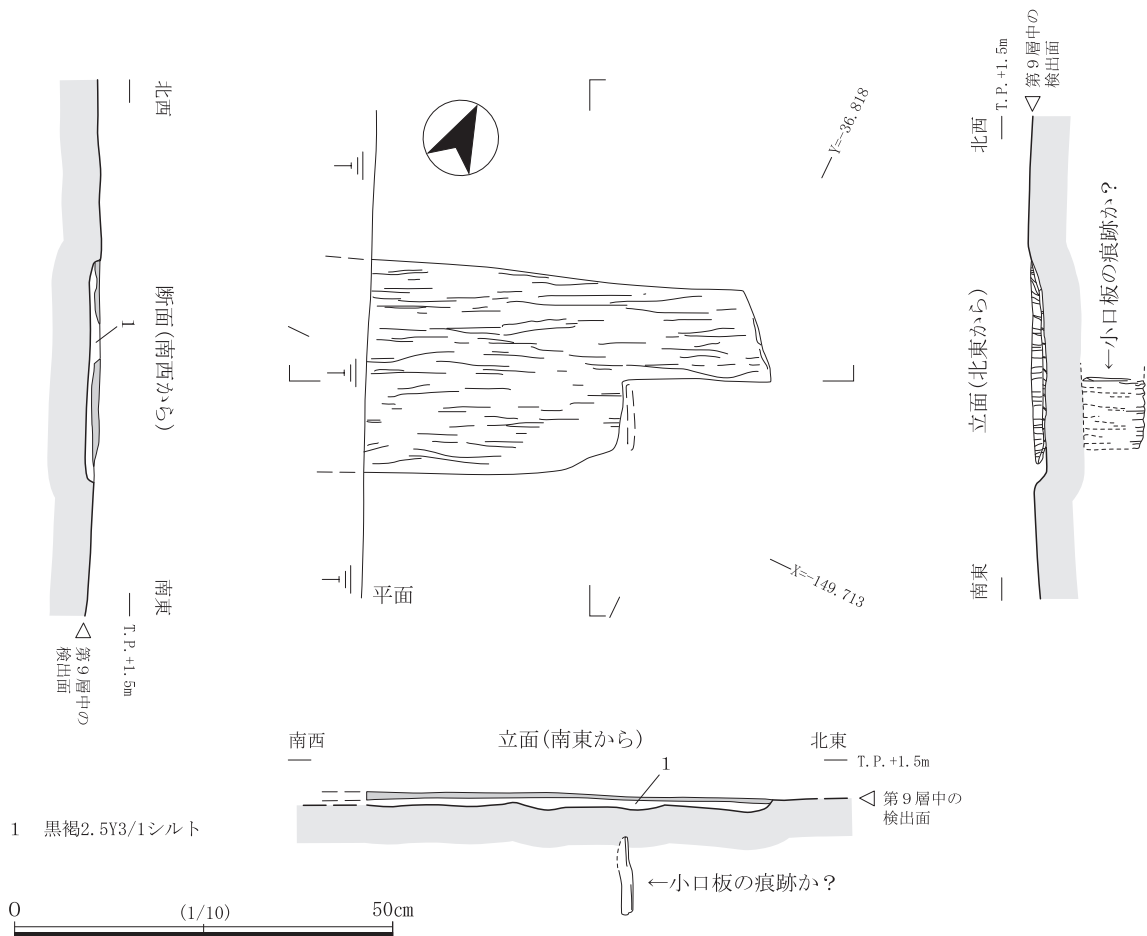 北西
断面(南西から)
1
南東
T.P.+1.5m
第9層中の
検出面
平面
Y=-36.818
X=-149.713
第9層中の
検出面
T.P.+1.5m
北西
立面(北東から)
南東
←小口板の痕跡か？
南西
立面(南東から)
北東
T.P.+1.5m
1
第9層中の
検出面
←小口板の痕跡か？
1 黒褐2.5Y3/1シルト
0 (1/10) 50cm